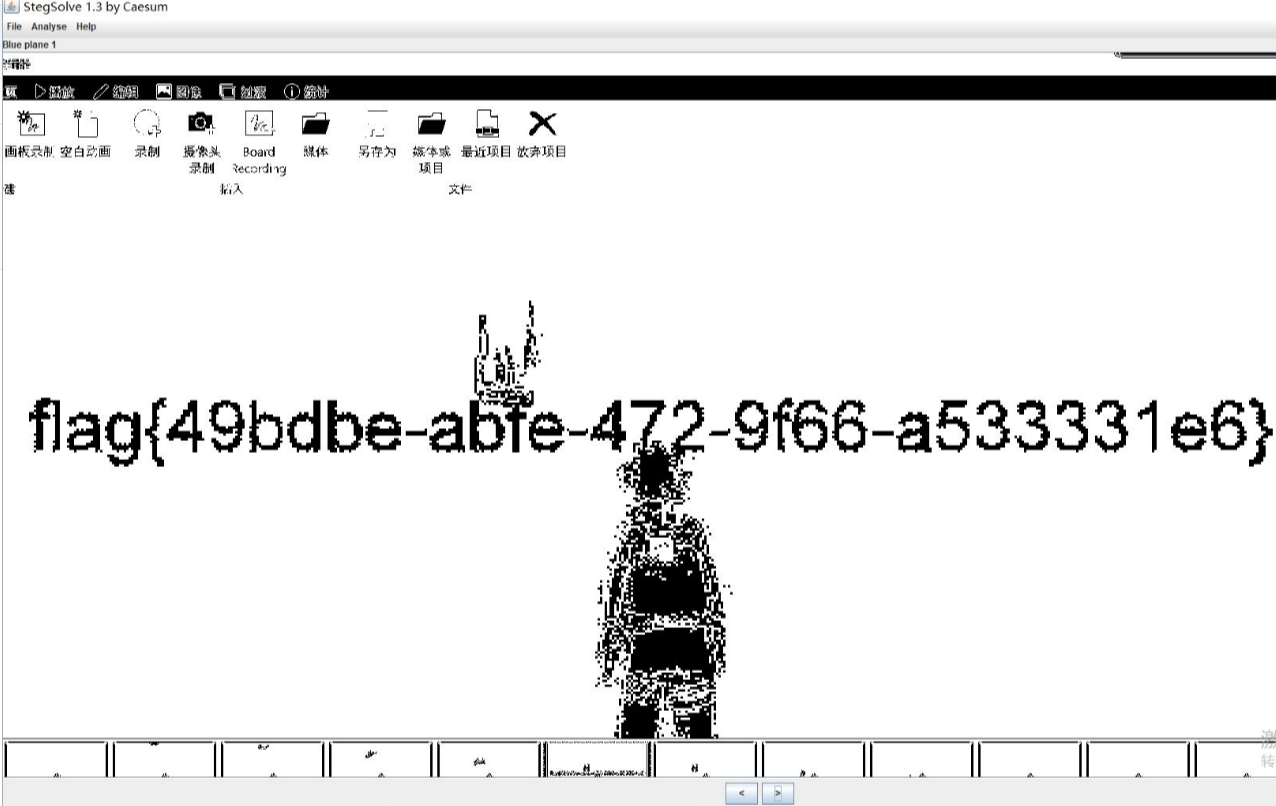 StegSolve 1.3 by Caesum
File Analyse Help
Blue plane 1
播放 编辑 图像 过渡 统计
画板录制 空白动画 录制 摄像头 Board 媒体 另存为 媒体或 最近项目 放弃项目
录制 Recording 项目
建 插入 文件
flag{49bdbe-abfe-472-9f66-a533331e6}
激
转
< >